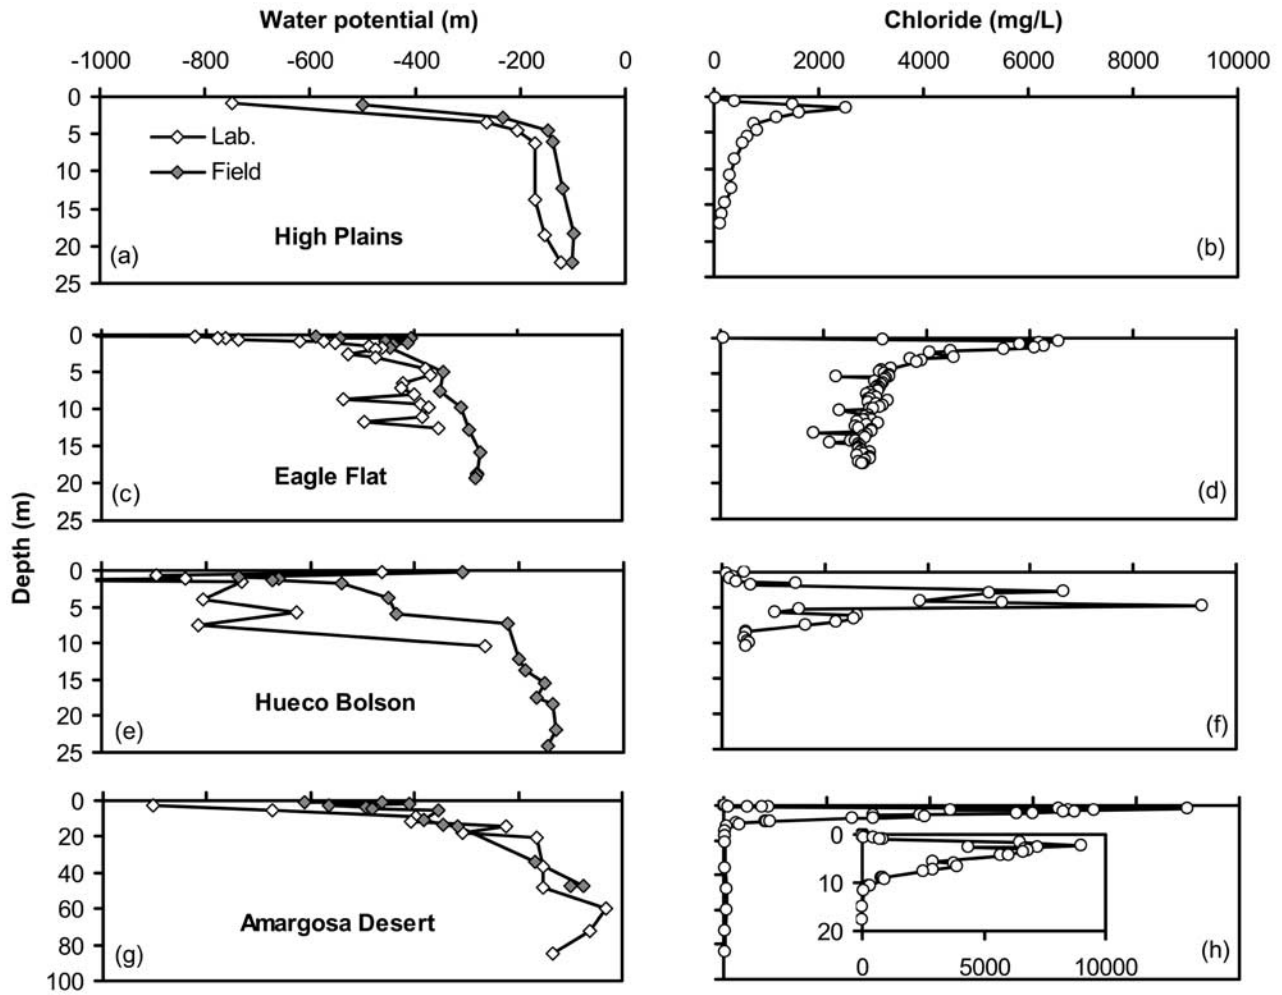 Water potential (m) Chloride (mg/L)
-1000 -800 -600 -400 -200 0 0 2000 4000 6000 8000 10000
0
5
10
15
20
25
Lab.
Field
High Plains
(a) (b)
0
5
10
15
20
25
Eagle Flat
(c) (d)
Depth (m)
0
5
10
15
20
25
Hueco Bolson
(e) (f)
0
20
40
60
80
100
Amargosa Desert
(g) (h)
0
10
20
0 5000 10000